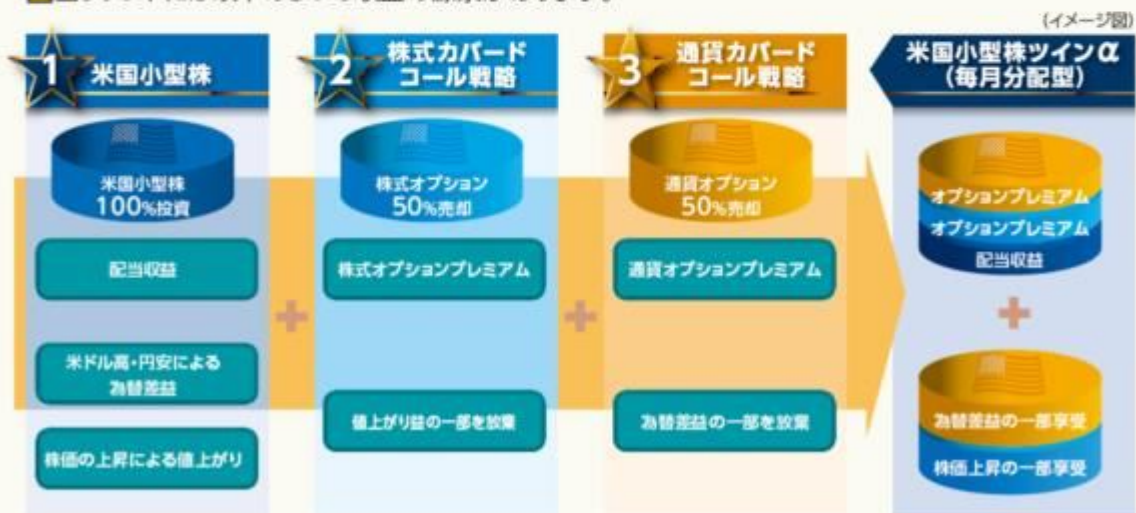 (イメージ図)
1 米国小型株
2 株式カバード
コール戦略
3 通貨カバード
コール戦略
米国小型株ツインα
(毎月分配型)
米国小型株
100%投資
株式オプション
50%売却
通貨オプション
50%売却
オプションプレミアム
オプションプレミアム
配当収益
配当収益
株式オプションプレミアム
通貨オプションプレミアム
米ドル高・円安による
為替差益
株価の上昇による値上がり
値上がり益の一部を放棄
為替差益の一部を放棄
為替差益の一部享受
株価上昇の一部享受